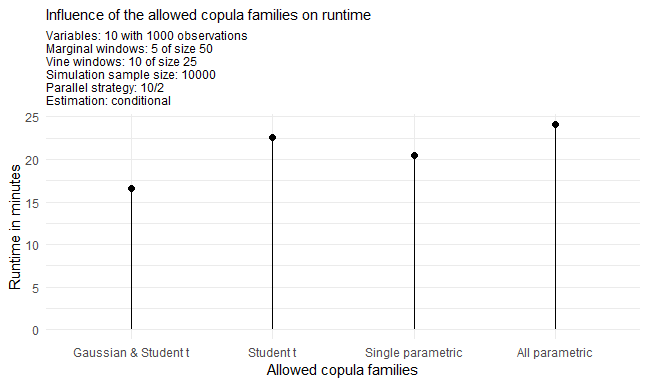 Influence of the allowed copula families on runtime
Variables: 10 with 1000 observations
Marginal windows: 5 of size 50
Vine windows: 10 of size 25
Simulation sample size: 10000
Parallel strategy: 10/2
Estimation: conditional
25
20
15
10
5
0
Runtime in minutes
Gaussian & Student t
Student t
Single parametric
All parametric
Allowed copula families